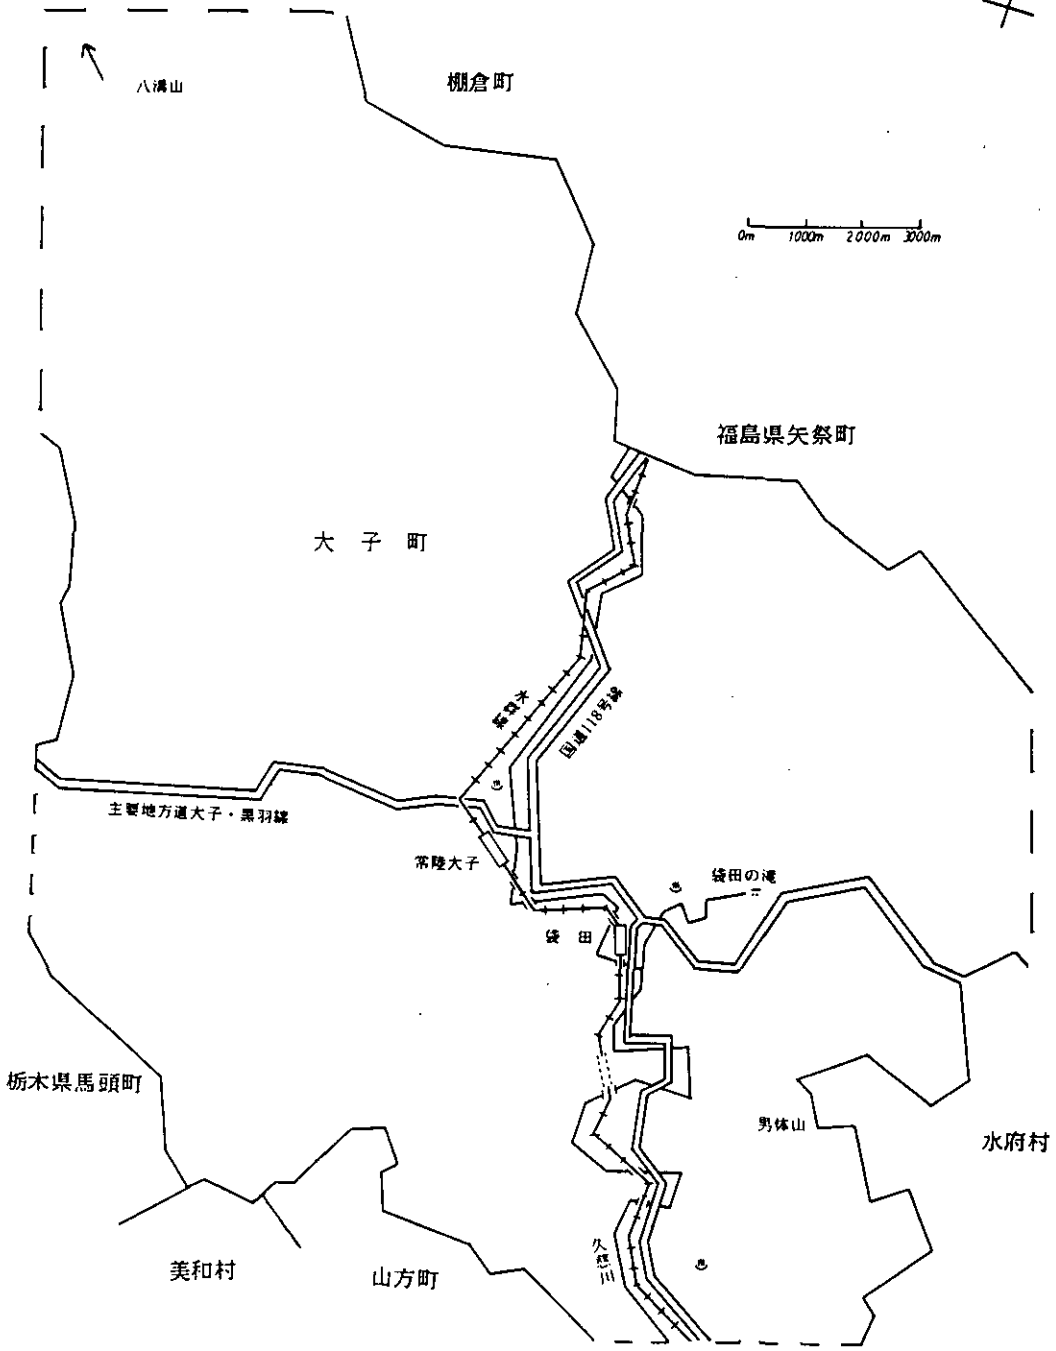 八溝山
棚倉町
0m 1000m 2000m 3000m
福島県矢祭町
大子町
水郡線
国道118号線
主要地方道大子・黒羽線
常陸大子
袋田の滝
袋田
栃木県馬頭町
男体山
水府村
久慈川
美和村
山方町